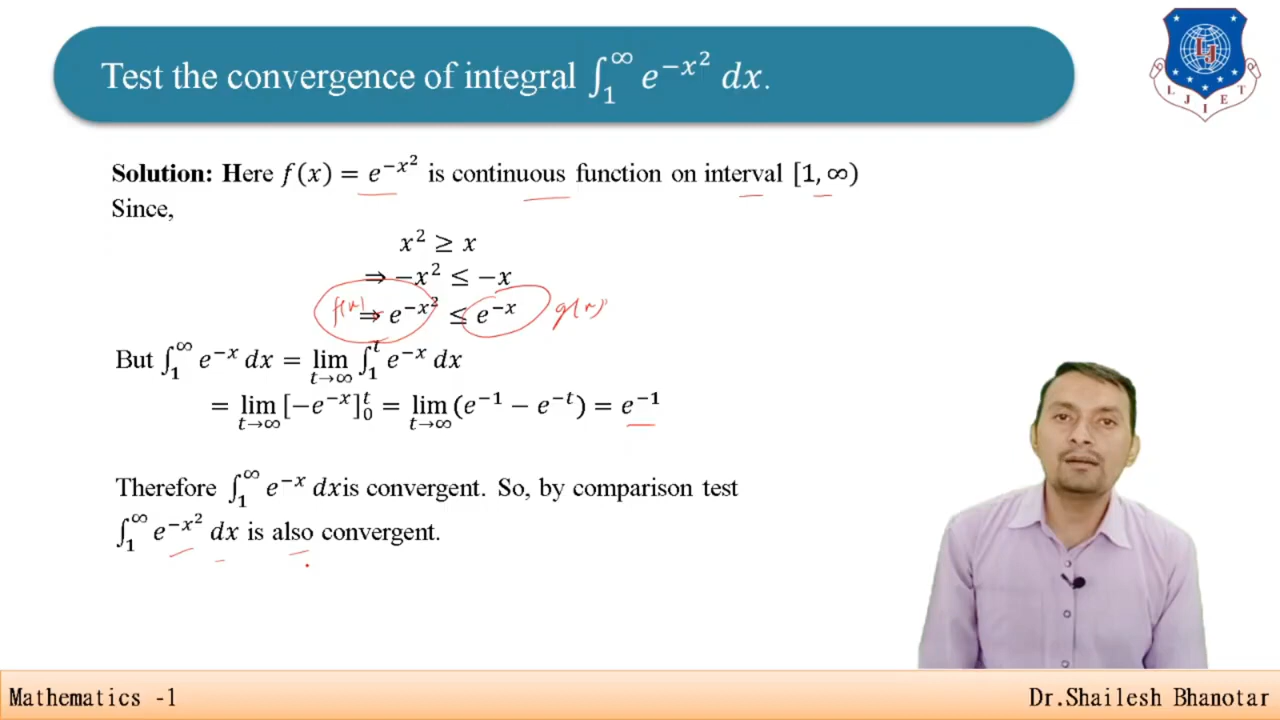 Test the convergence of integral ∫₁^∞ e^{−x²} dx.
L J I E T
Solution: Here f(x) = e^{−x²} is continuous function on interval [1, ∞)
Since,
x² ≥ x
⇒ −x² ≤ −x
f(x) ⇒ e^{−x²} ≤ e^{−x} g(x)
But ∫₁^∞ e^{−x} dx = lim_{t→∞} ∫₁^t e^{−x} dx
= lim_{t→∞} [−e^{−x}]₀^t = lim_{t→∞} (e^{−1} − e^{−t}) = e^{−1}
Therefore ∫₁^∞ e^{−x} dxis convergent. So, by comparison test
∫₁^∞ e^{−x²} dx is also convergent.
Mathematics -1
Dr.Shailesh Bhanotar